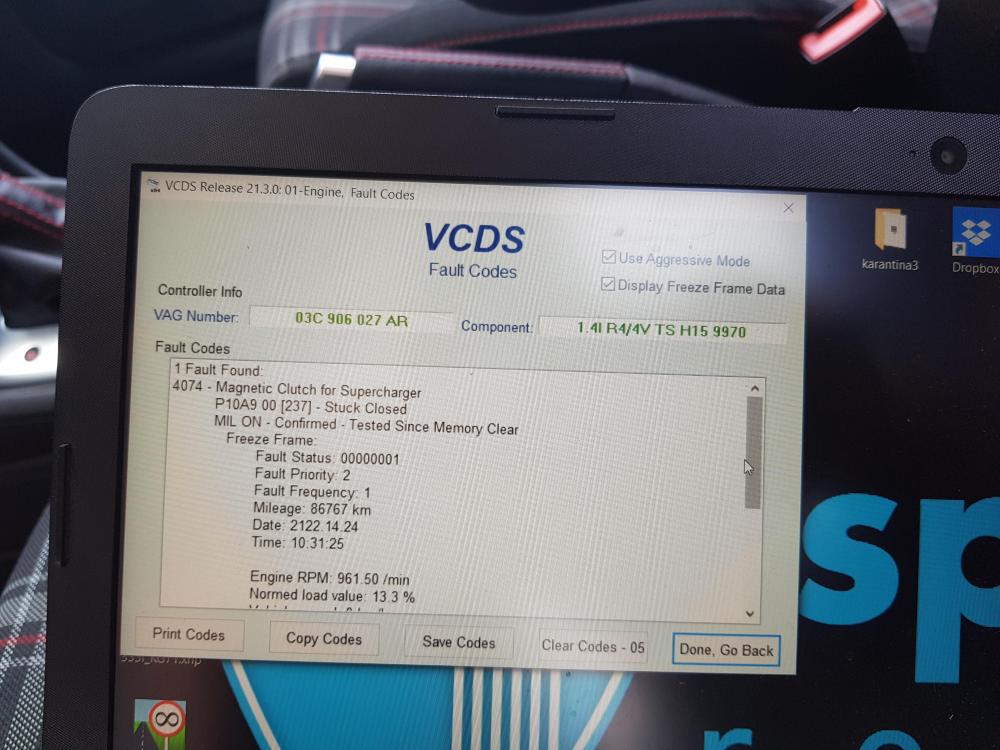 VCDS Release 21.3.0: 01-Engine, Fault Codes
VCDS
Fault Codes
Use Aggressive Mode
Display Freeze Frame Data
Controller Info
VAG Number:
03C 906 027 AR
Component:
1.4l R4/4V TS H15 9970
Fault Codes
1 Fault Found:
4074 - Magnetic Clutch for Supercharger
P10A9 00 [237] - Stuck Closed
MIL ON - Confirmed - Tested Since Memory Clear
Freeze Frame:
Fault Status: 00000001
Fault Priority: 2
Fault Frequency: 1
Mileage: 86767 km
Date: 2122.14.24
Time: 10:31:25
Engine RPM: 961.50 /min
Normed load value: 13.3 %
Print Codes
Copy Codes
Save Codes
Clear Codes - 05
Done, Go Back
karantina3
Dropbox
sp